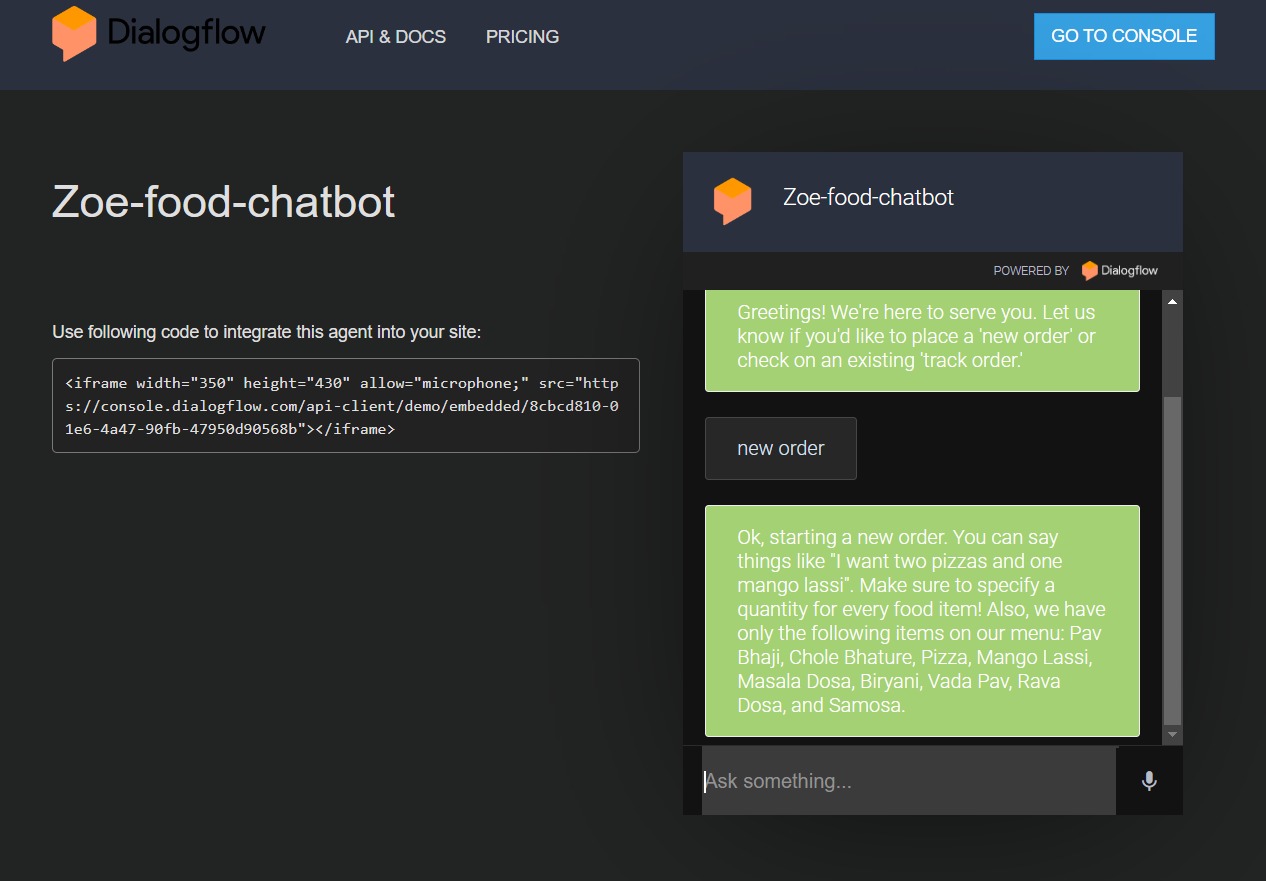 Dialogflow
API & DOCS
PRICING
GO TO CONSOLE
Zoe-food-chatbot
Use following code to integrate this agent into your site:
<iframe width="350" height="430" allow="microphone;" src="http
s://console.dialogflow.com/api-client/demo/embedded/8cbcd810-0
1e6-4a47-90fb-47950d90568b"></iframe>
Zoe-food-chatbot
POWERED BY Dialogflow
Greetings! We're here to serve you. Let us
know if you'd like to place a 'new order' or
check on an existing 'track order.'
new order
Ok, starting a new order. You can say
things like "I want two pizzas and one
mango lassi". Make sure to specify a
quantity for every food item! Also, we have
only the following items on our menu: Pav
Bhaji, Chole Bhature, Pizza, Mango Lassi,
Masala Dosa, Biryani, Vada Pav, Rava
Dosa, and Samosa.
Ask something...